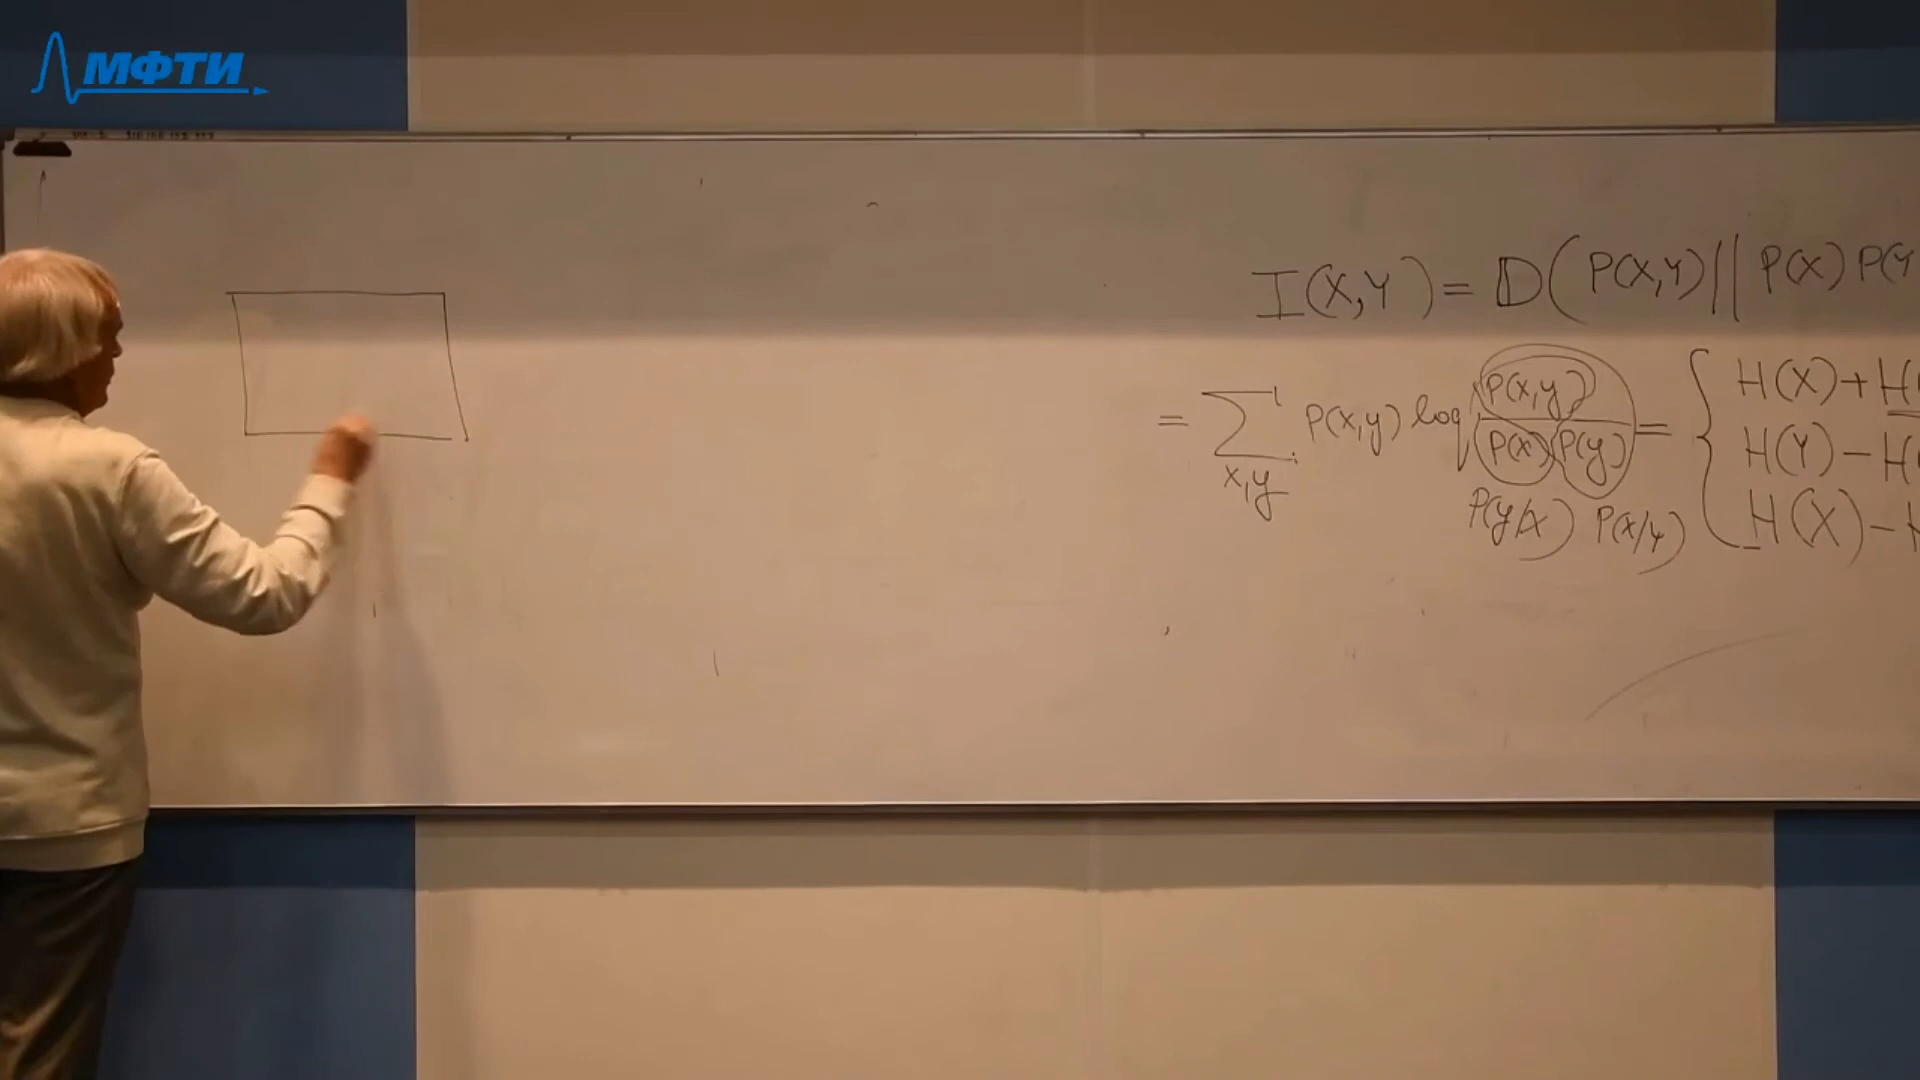 МФТИ
I(X,Y) = D(P(X,Y)||P(X)P(Y
= ∑ P(x,y) log P(x,y) / P(x)P(y) = { H(X)+H(
x,y
H(Y)-H(
P(y/x) P(x/y)
H(X)-H